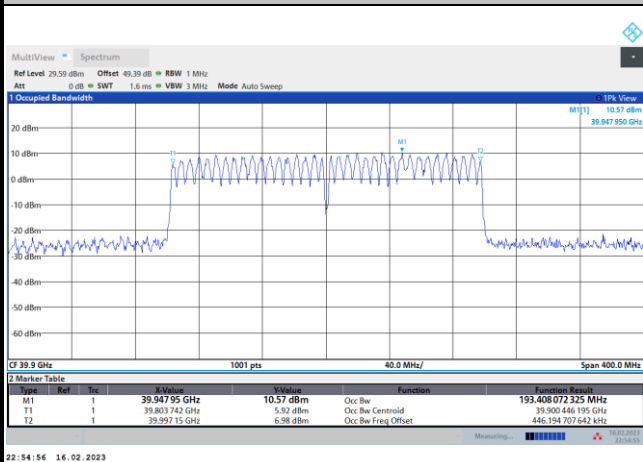 MultiView Spectrum
Ref Level 29.59 dBm Offset 49.39 dB RBW 1 MHz
Att 0 dB SWT 1.6 ms VBW 3 MHz Mode Auto Sweep
1 Occupied Bandwidth 1Pk View
M1[1] 10.57 dBm
39.947 950 GHz
20 dBm
M1
T1 T2
10 dBm
0 dBm
-10 dBm
-20 dBm
-30 dBm
-40 dBm
-50 dBm
-60 dBm
CF 39.9 GHz 1001 pts 40.0 MHz/ Span 400.0 MHz
2 Marker Table
Type Ref Trc X-Value Y-Value Function Function Result
M1 1 39.94795 GHz 10.57 dBm Occ Bw 193.408 072 325 MHz
T1 1 39.803 742 GHz 5.92 dBm Occ Bw Centroid 39.900 446 195 GHz
T2 1 39.997 15 GHz 6.98 dBm Occ Bw Freq Offset 446.194 707 642 kHz
Measuring... 16.02.2023
22:54:55
22:54:56 16.02.2023